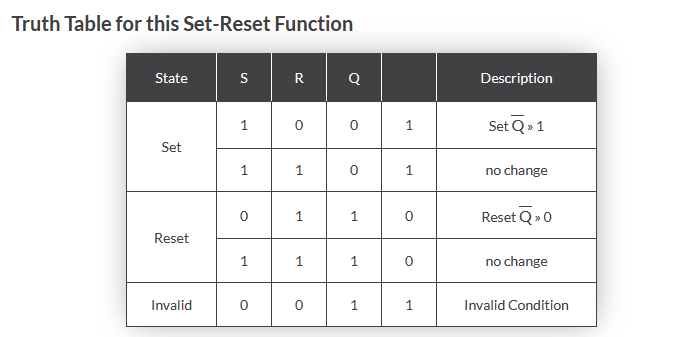 Truth Table for this Set-Reset Function
State S R Q Description
Set
1 0 0 1 Set Q̅ » 1
1 1 0 1 no change
Reset
0 1 1 0 Reset Q̅ » 0
1 1 1 0 no change
Invalid 0 0 1 1 Invalid Condition